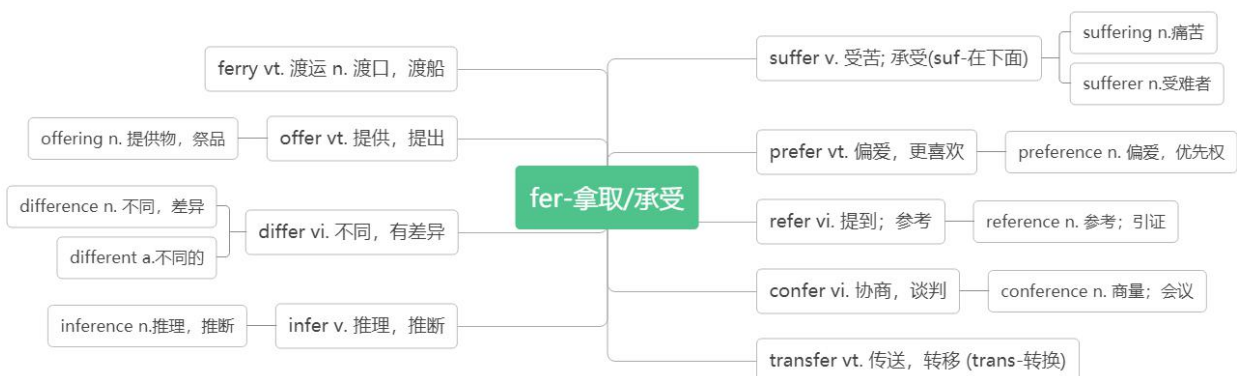 fer-拿取/承受
ferry vt. 渡运 n. 渡口，渡船
offer vt. 提供，提出
offering n. 提供物，祭品
differ vi. 不同，有差异
difference n. 不同，差异
different a.不同的
infer v. 推理，推断
inference n.推理，推断
suffer v. 受苦; 承受(suf-在下面)
suffering n.痛苦
sufferer n.受难者
prefer vt. 偏爱，更喜欢
preference n. 偏爱，优先权
refer vi. 提到；参考
reference n. 参考；引证
confer vi. 协商，谈判
conference n. 商量；会议
transfer vt. 传送，转移 (trans-转换)